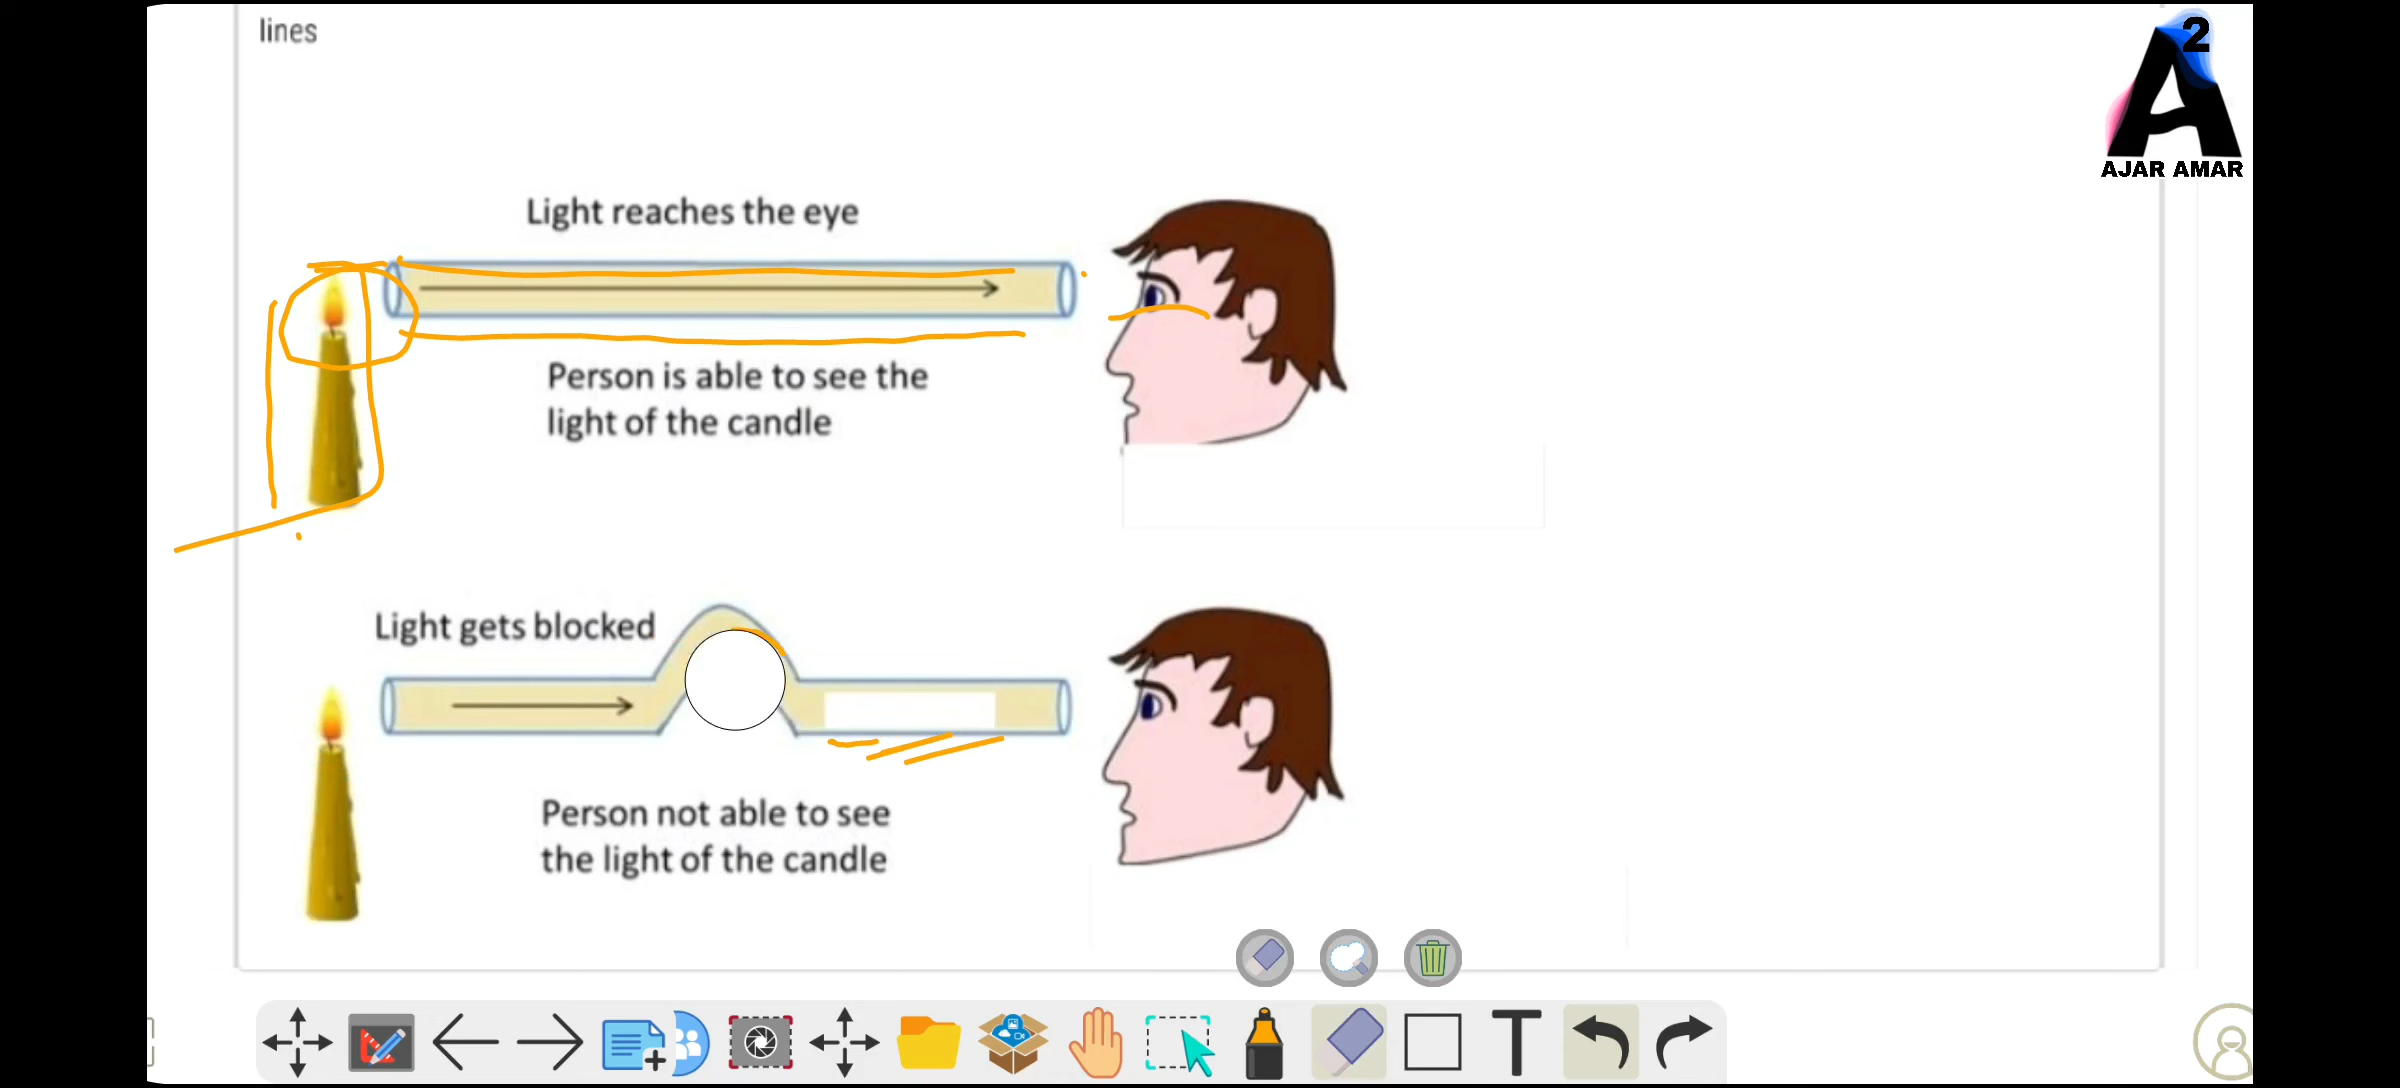 lines
2
AJAR AMAR
Light reaches the eye
Person is able to see the
light of the candle
Light gets blocked
Person not able to see
the light of the candle